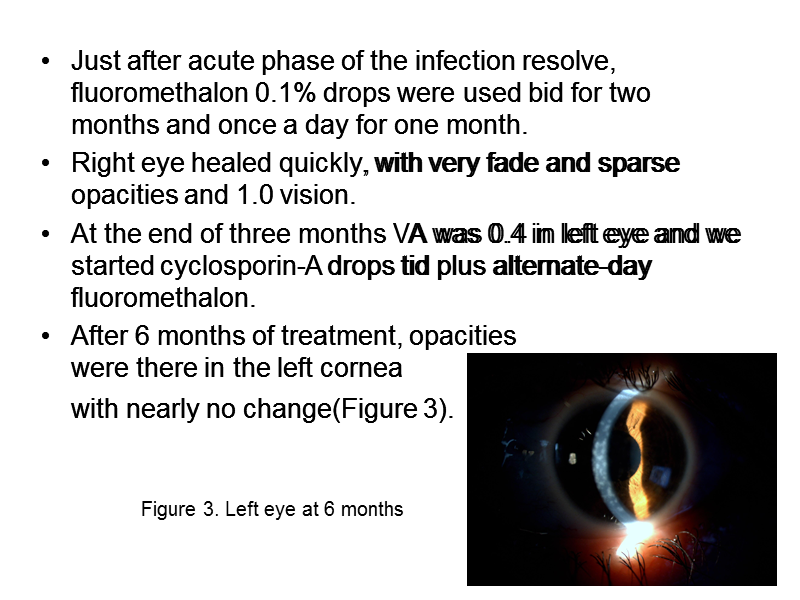 • Just after acute phase of the infection resolve,
fluoromethalon 0.1% drops were used bid for two
months and once a day for one month.
• Right eye healed quickly, with very fade and sparse
opacities and 1.0 vision.
• At the end of three months VA was 0.4 in left eye and we
started cyclosporin-A drops tid plus alternate-day
fluoromethalon.
• After 6 months of treatment, opacities
were there in the left cornea
with nearly no change(Figure 3).
Figure 3. Left eye at 6 months